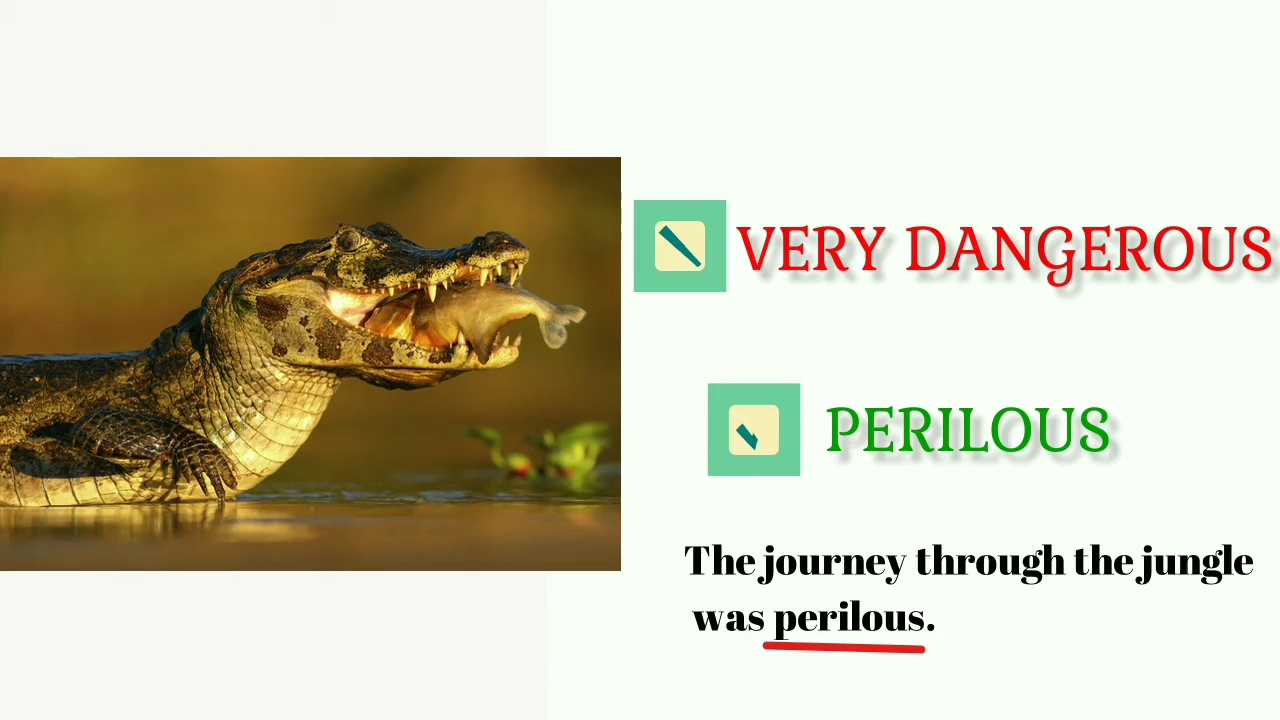 VERY DANGEROUS
PERILOUS
The journey through the jungle
was perilous.